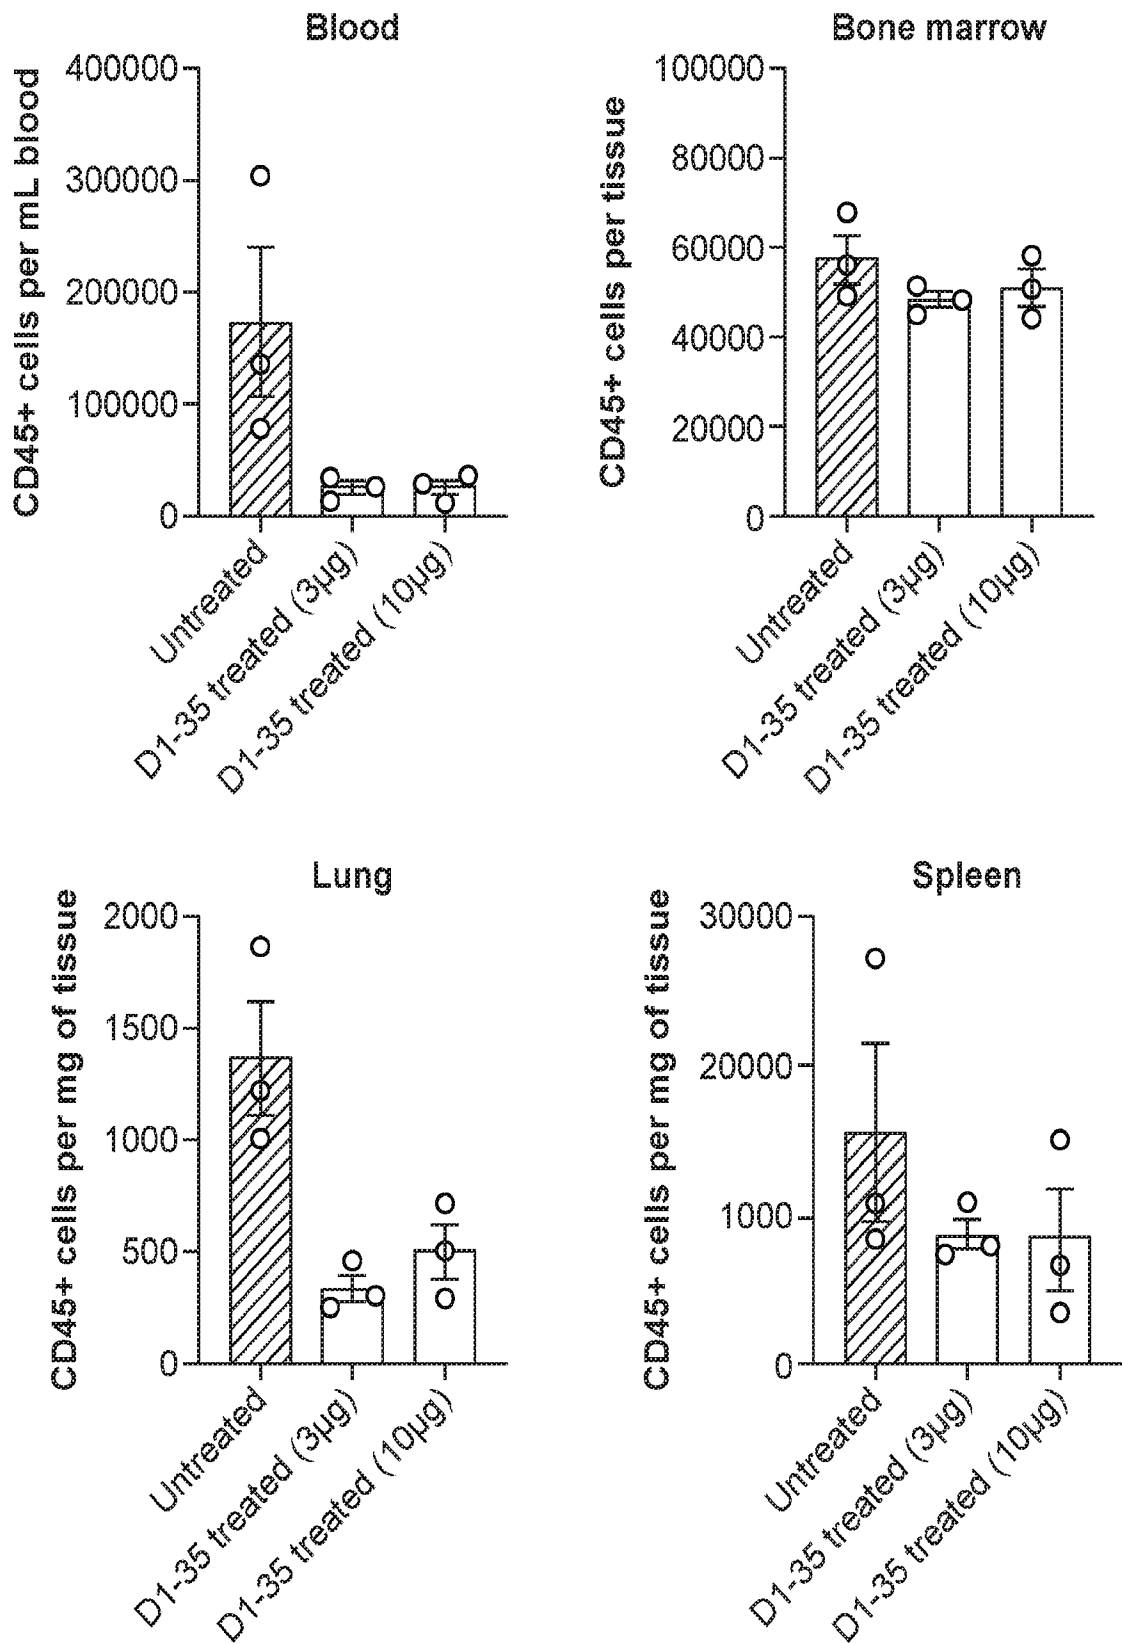 Blood
CD45+ cells per mL blood
400000
300000
200000
100000
0
Untreated
D1-35 treated (3µg)
D1-35 treated (10µg)
Bone marrow
CD45+ cells per tissue
100000
80000
60000
40000
20000
0
Untreated
D1-35 treated (3µg)
D1-35 treated (10µg)
Lung
CD45+ cells per mg of tissue
2000
1500
1000
500
0
Untreated
D1-35 treated (3µg)
D1-35 treated (10µg)
Spleen
CD45+ cells per mg of tissue
30000
20000
1000
0
Untreated
D1-35 treated (3µg)
D1-35 treated (10µg)